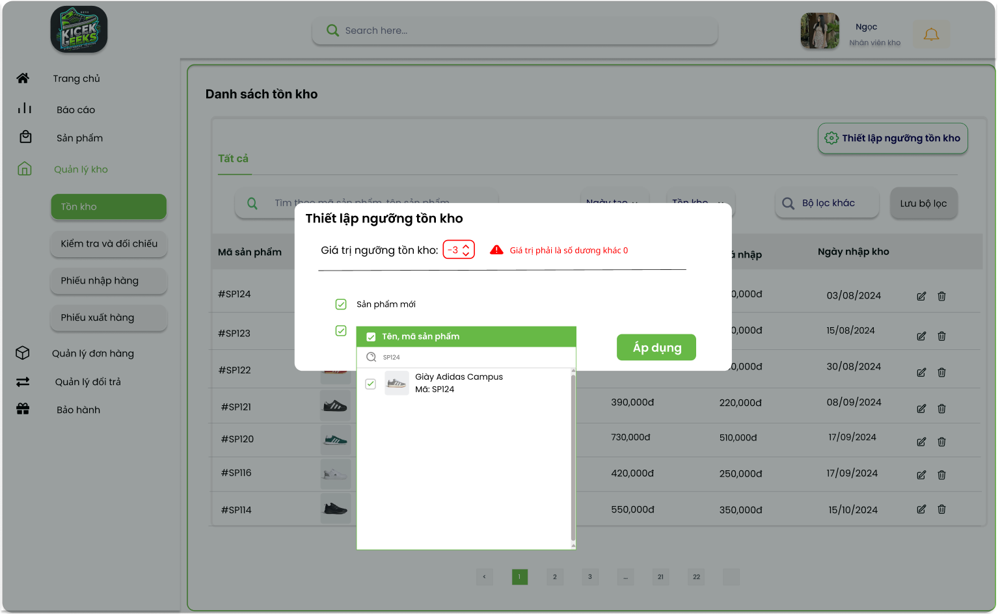 KICEK
GEEKS
Search here...
Ngọc
Nhân viên kho
Trang chủ
Báo cáo
Sản phẩm
Quản lý kho
Tồn kho
Kiểm tra và đối chiếu
Phiếu nhập hàng
Phiếu xuất hàng
Quản lý đơn hàng
Quản lý đổi trả
Bảo hành
Danh sách tồn kho
Thiết lập ngưỡng tồn kho
Tất cả
Tìm theo mã sản phẩm, tên sản phẩm
Ngày tạo
Tồn kho
Bộ lọc khác
Lưu bộ lọc
Mã sản phẩm
á nhập
Ngày nhập kho
Thiết lập ngưỡng tồn kho
Giá trị ngưỡng tồn kho: -3
Giá trị phải là số dương khác 0
Sản phẩm mới
Tên, mã sản phẩm
SP124
Giày Adidas Campus
Mã: SP124
Áp dụng
#SP124 0,000đ 03/08/2024
#SP123 0,000đ 15/08/2024
#SP122 0,000đ 30/08/2024
#SP121 390,000đ 220,000đ 08/09/2024
#SP120 730,000đ 510,000đ 17/09/2024
#SP116 420,000đ 250,000đ 17/09/2024
#SP114 550,000đ 350,000đ 15/10/2024
< 1 2 3 ... 21 22